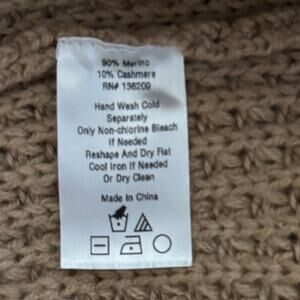 90% Merino
10% Cashmere
RN# 136209
Hand Wash Cold
Separately
Only Non-chlorine Bleach
If Needed
Reshape And Dry Flat
Cool Iron If Needed
Or Dry Clean
Made In China